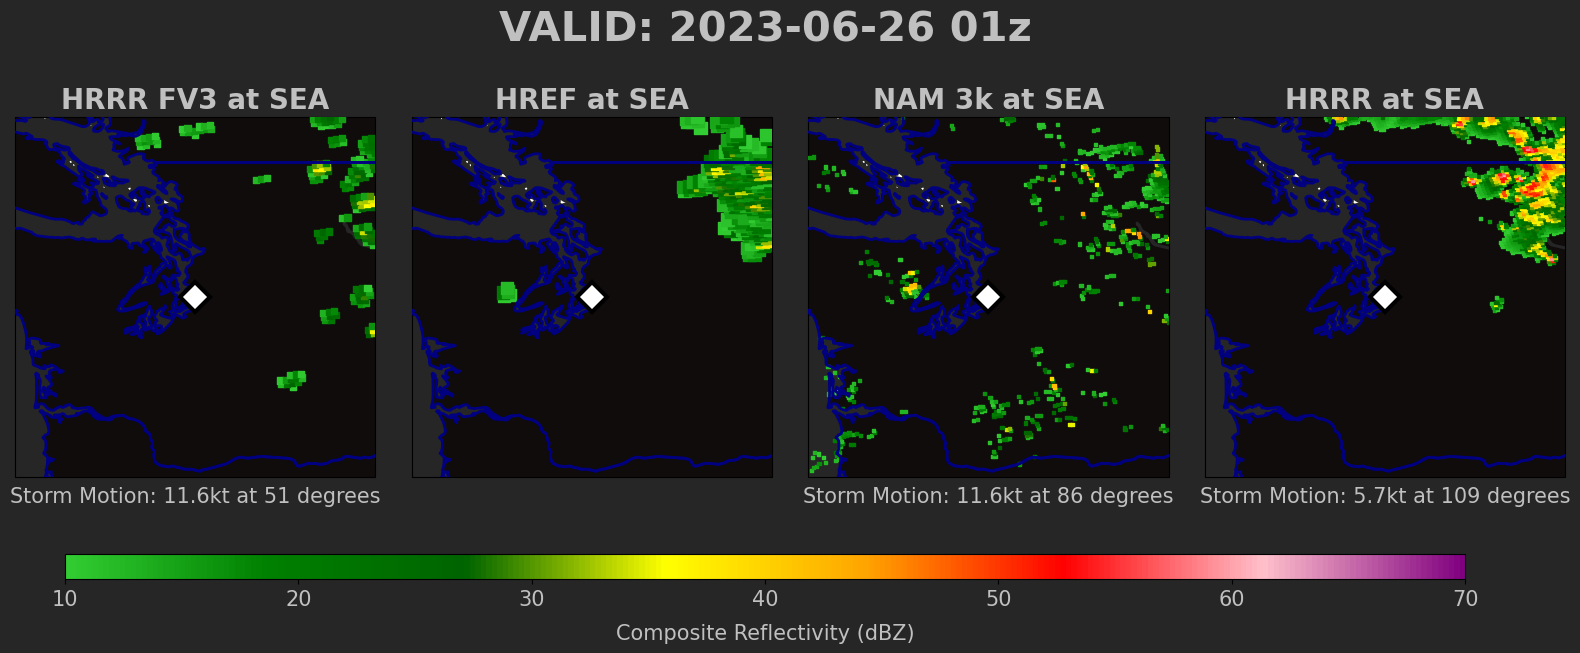 VALID: 2023-06-26 01z
HRRR FV3 at SEA
HREF at SEA
NAM 3k at SEA
HRRR at SEA
Storm Motion: 11.6kt at 51 degrees
Storm Motion: 11.6kt at 86 degrees
Storm Motion: 5.7kt at 109 degrees
10 20 30 40 50 60 70
Composite Reflectivity (dBZ)